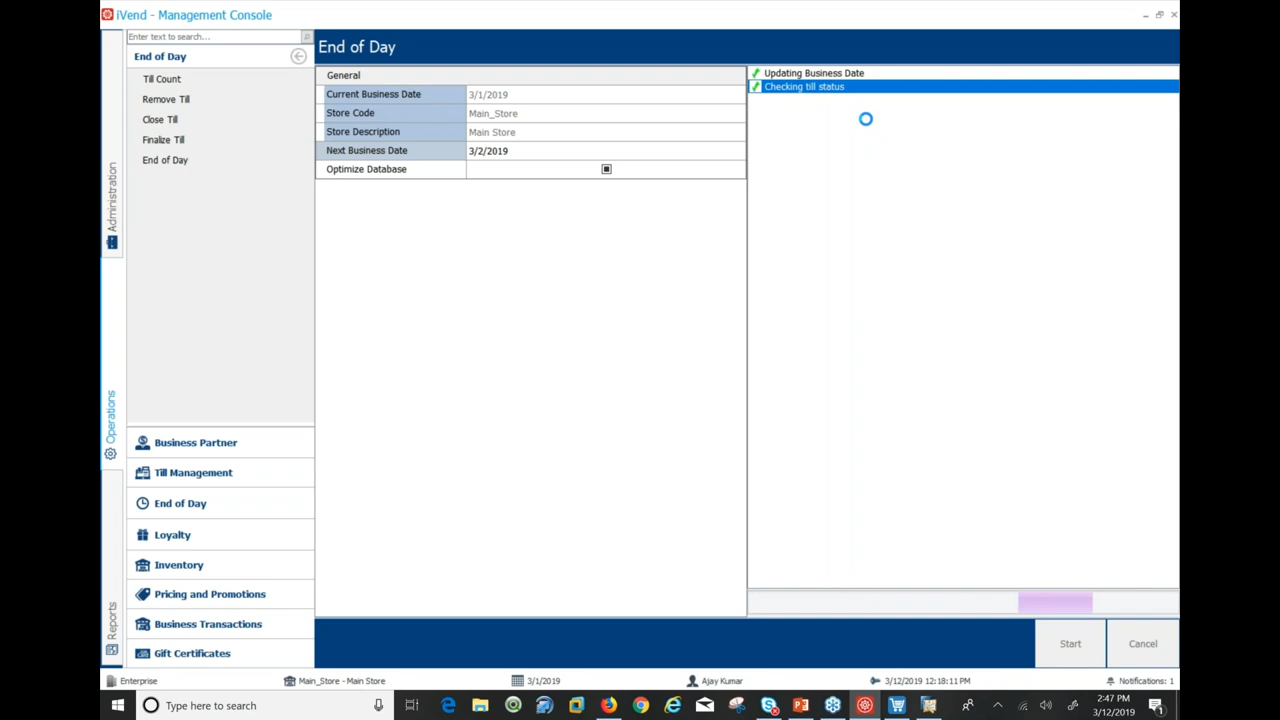 iVend - Management Console
Enter text to search...
End of Day
Till Count
Remove Till
Close Till
Finalize Till
End of Day
Administration
Operations
Reports
Business Partner
Till Management
End of Day
Loyalty
Inventory
Pricing and Promotions
Business Transactions
Gift Certificates
End of Day
General
Current Business Date 3/1/2019
Store Code Main_Store
Store Description Main Store
Next Business Date 3/2/2019
Optimize Database
Updating Business Date
Checking till status
Start Cancel
Enterprise Main_Store - Main Store 3/1/2019 Ajay Kumar 3/12/2019 12:18:11 PM Notifications: 1
Type here to search
2:47 PM
3/12/2019
1